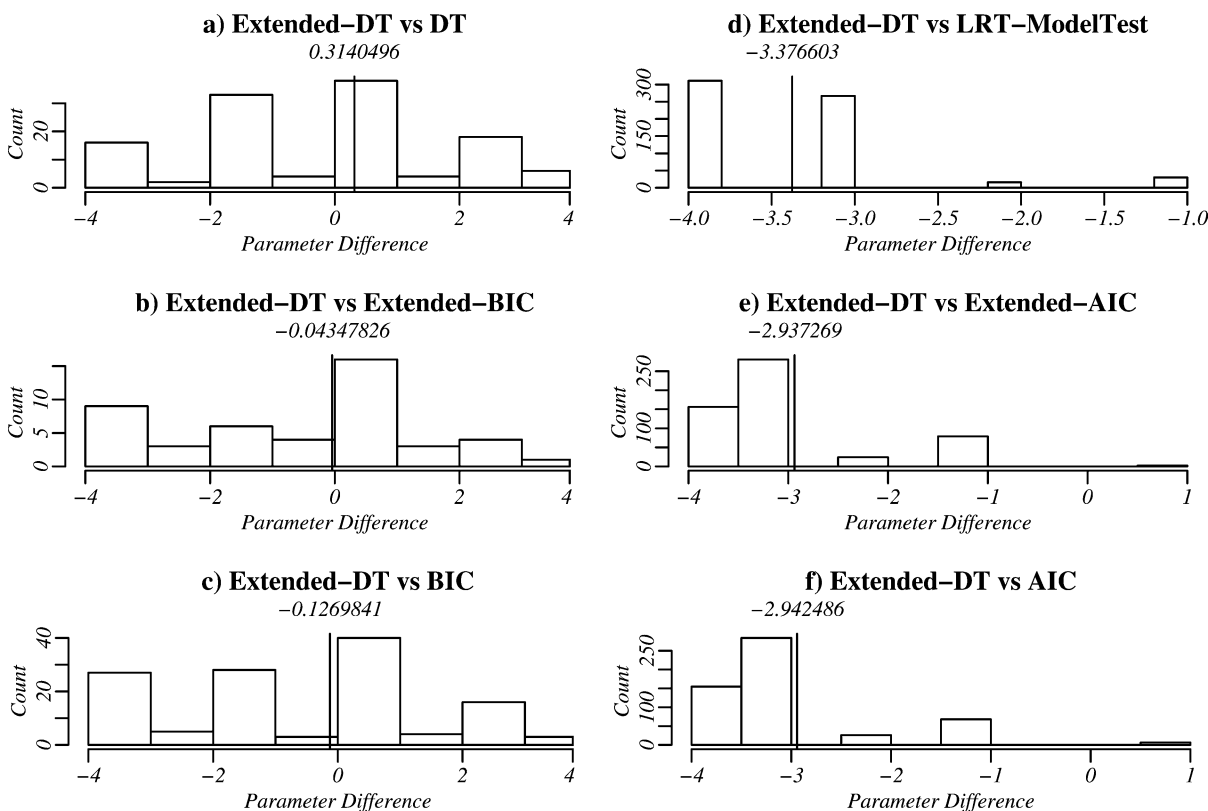 a) Extended−DT vs DT
0.3140496
Count
0 20
−4 −2 0 2 4
Parameter Difference
b) Extended−DT vs Extended−BIC
−0.04347826
Count
0 5 10
−4 −2 0 2 4
Parameter Difference
c) Extended−DT vs BIC
−0.1269841
Count
0 20 40
−4 −2 0 2 4
Parameter Difference
d) Extended−DT vs LRT−ModelTest
−3.376603
Count
0 150 300
−4.0 −3.5 −3.0 −2.5 −2.0 −1.5 −1.0
Parameter Difference
e) Extended−DT vs Extended−AIC
−2.937269
Count
0 100 250
−4 −3 −2 −1 0 1
Parameter Difference
f) Extended−DT vs AIC
−2.942486
Count
0 100 250
−4 −3 −2 −1 0 1
Parameter Difference